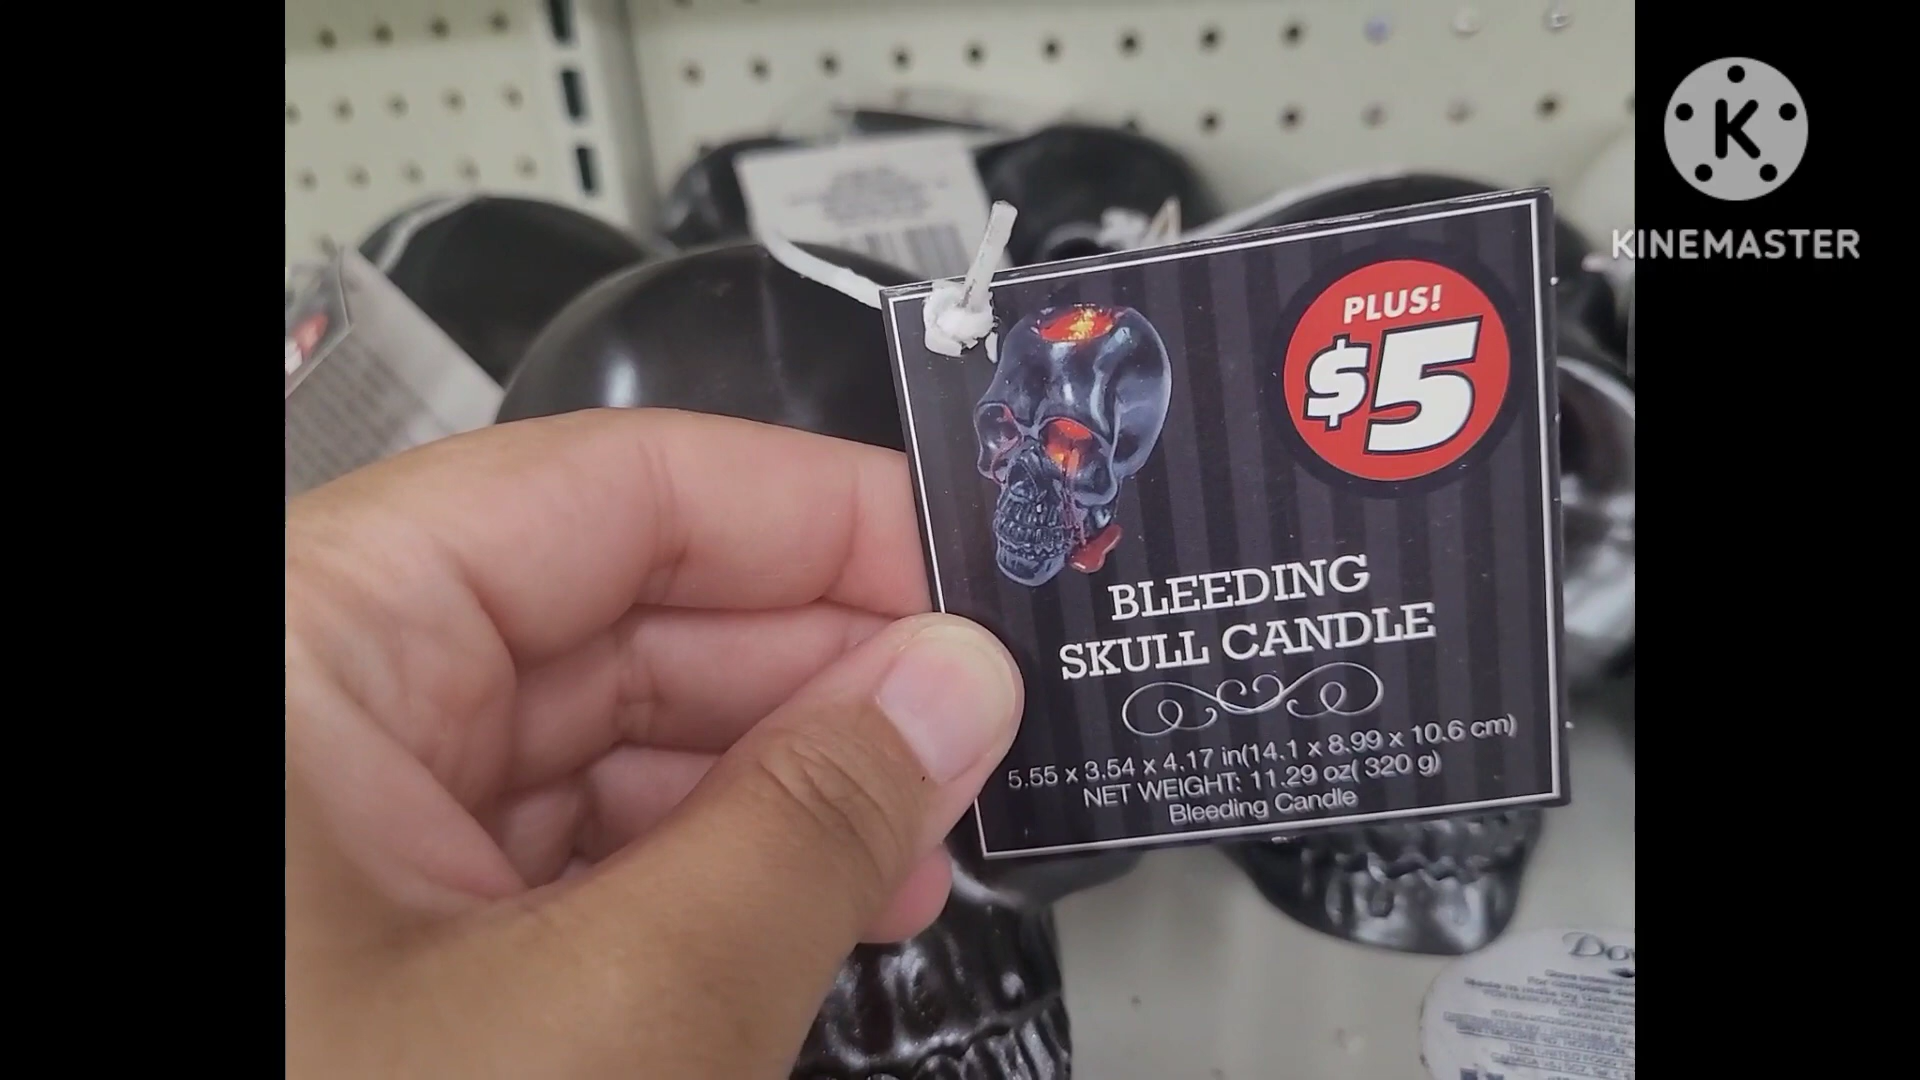 K
KINEMASTER
PLUS!
$5
BLEEDING
SKULL CANDLE
5.55 x 3.54 x 4.17 in(14.1 x 8.99 x 10.6 cm)
NET WEIGHT: 11.29 oz( 320 g)
Bleeding Candle